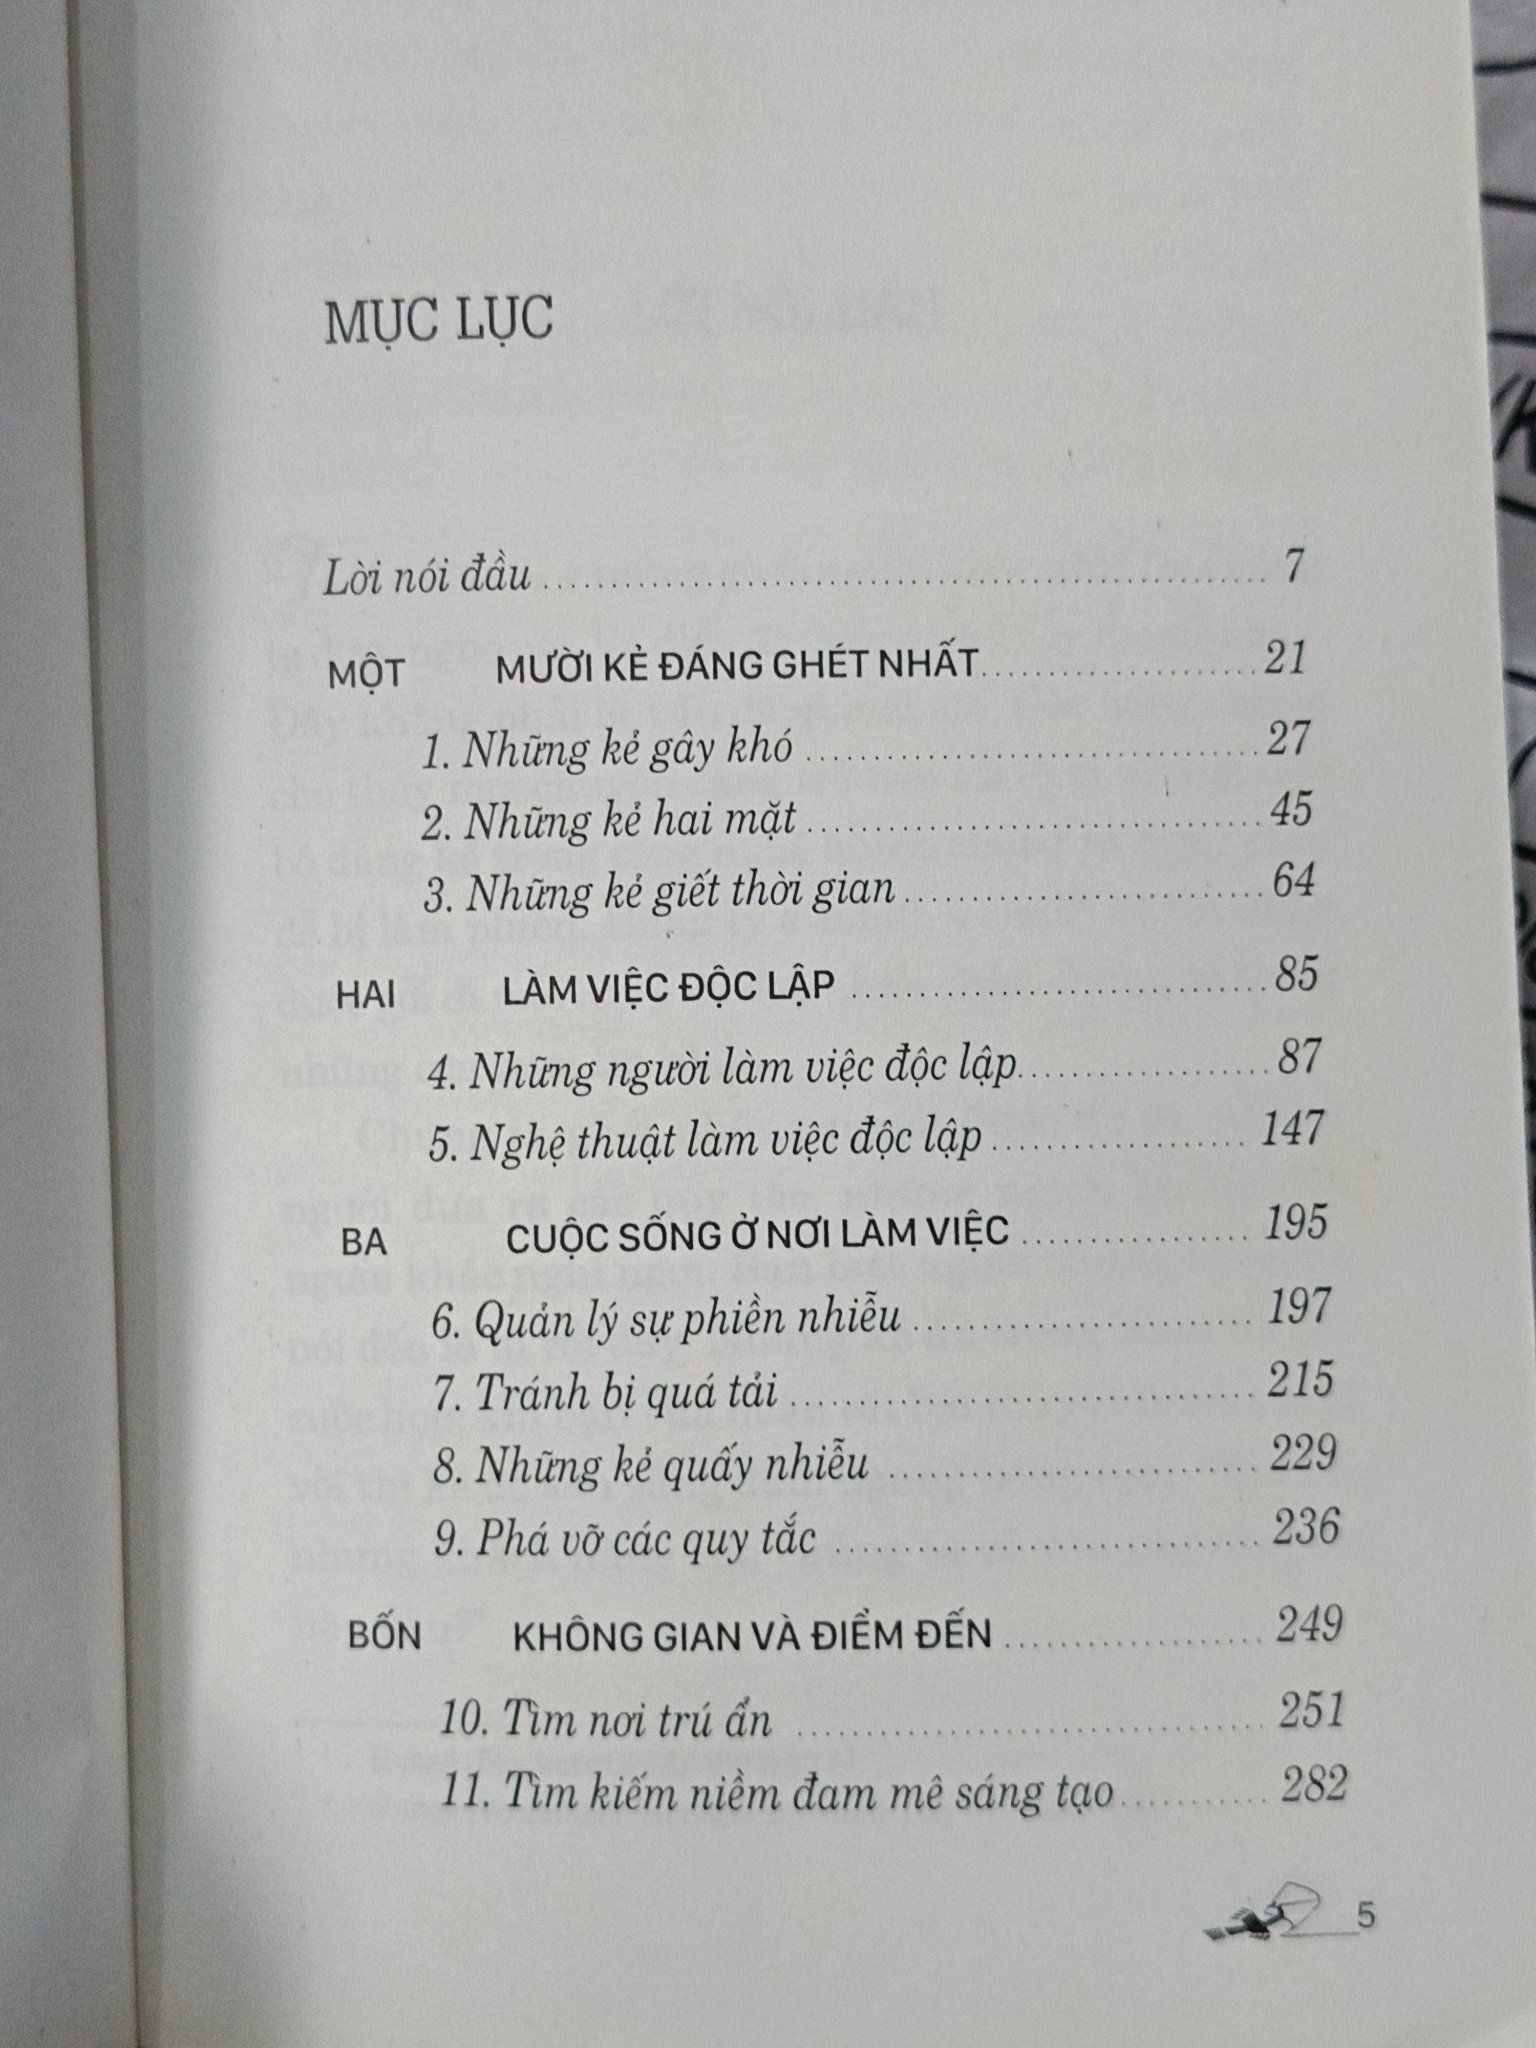 MỤC LỤC
Lời nói đầu ........................................ 7
MỘT MƯỜI KẺ ĐÁNG GHÉT NHẤT.................... 21
1. Những kẻ gây khó ................................ 27
2. Những kẻ hai mặt ................................ 45
3. Những kẻ giết thời gian ......................... 64
HAI LÀM VIỆC ĐỘC LẬP .............................. 85
4. Những người làm việc độc lập................... 87
5. Nghệ thuật làm việc độc lập ................... 147
BA CUỘC SỐNG Ở NƠI LÀM VIỆC ................. 195
6. Quản lý sự phiền nhiễu ........................ 197
7. Tránh bị quá tải ................................ 215
8. Những kẻ quấy nhiễu .......................... 229
9. Phá vỡ các quy tắc .............................. 236
BỐN KHÔNG GIAN VÀ ĐIỂM ĐẾN ................... 249
10. Tìm nơi trú ẩn ................................. 251
11. Tìm kiếm niềm đam mê sáng tạo........... 282
5